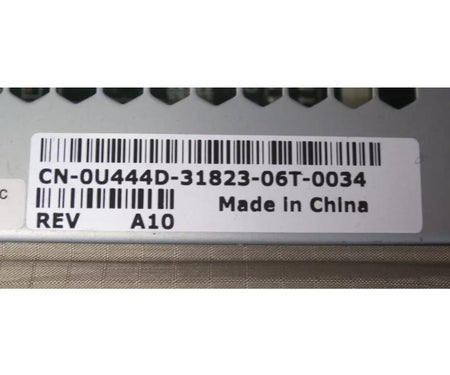 CN-0U444D-31823-06T-0034
Made in China
REV A10
C